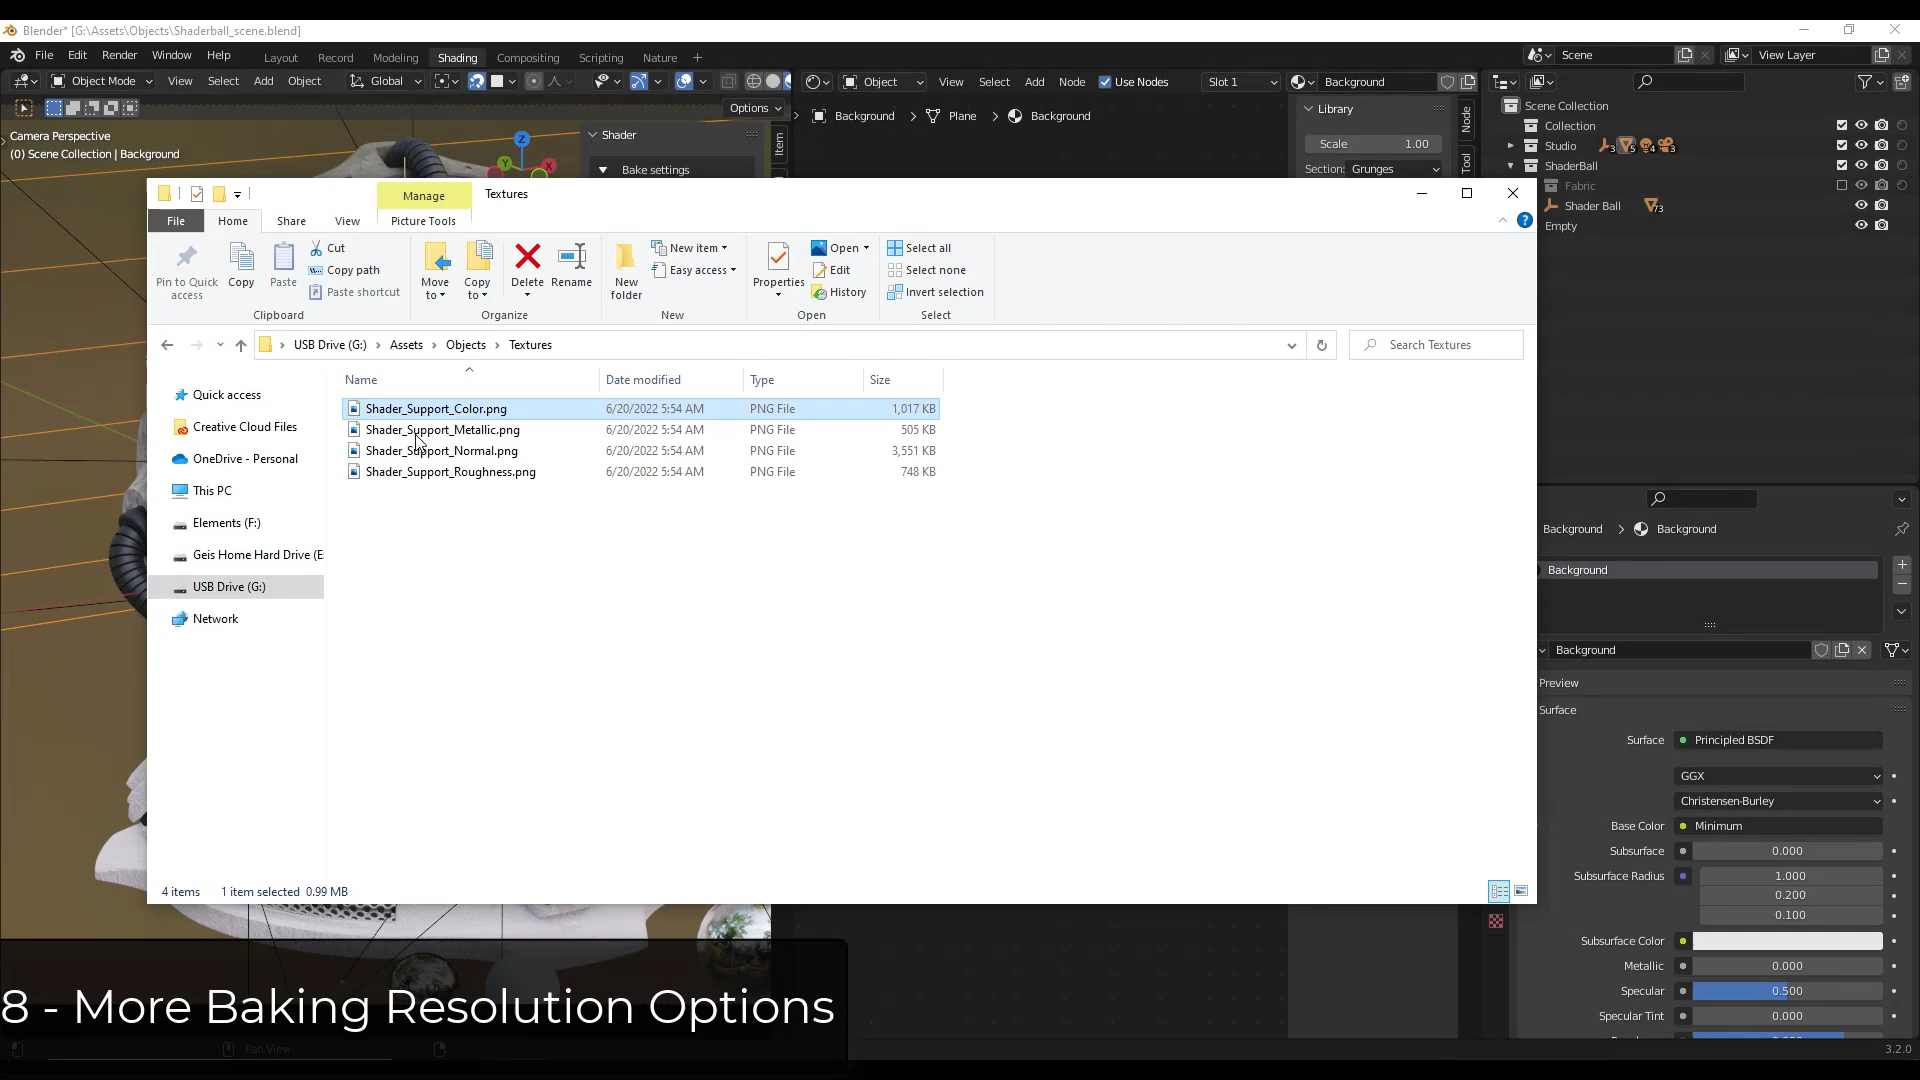 Blender* [G:\Assets\Objects\Shaderball_scene.blend]
File Edit Render Window Help
Layout Record Modeling Shading Compositing Scripting Nature +
Scene
View Layer
Object Mode View Select Add Object Global
Object View Select Add Node Use Nodes Slot 1 Background
Options
Camera Perspective
(0) Scene Collection | Background
Shader
Bake settings
Item
Background > Plane > Background
Library
Scale 1.00
Section: Grunges
Node
Tool
Scene Collection
Collection
Studio 3 5 4 3
ShaderBall
Fabric
Shader Ball 73
Empty
Manage
Textures
File Home Share View Picture Tools
Pin to Quick access
Copy
Paste
Cut
Copy path
Paste shortcut
Clipboard
Move to
Copy to
Delete
Rename
Organize
New folder
New item
Easy access
New
Properties
Open
Edit
History
Open
Select all
Select none
Invert selection
Select
USB Drive (G:) > Assets > Objects > Textures
Search Textures
Name Date modified Type Size
Shader_Support_Color.png 6/20/2022 5:54 AM PNG File 1,017 KB
Shader_Support_Metallic.png 6/20/2022 5:54 AM PNG File 505 KB
Shader_Support_Normal.png 6/20/2022 5:54 AM PNG File 3,551 KB
Shader_Support_Roughness.png 6/20/2022 5:54 AM PNG File 748 KB
Quick access
Creative Cloud Files
OneDrive - Personal
This PC
Elements (F:)
Geis Home Hard Drive (E:
USB Drive (G:)
Network
4 items 1 item selected 0.99 MB
Background > Background
Background
Background
Preview
Surface
Surface Principled BSDF
GGX
Christensen-Burley
Base Color Minimum
Subsurface 0.000
Subsurface Radius 1.000
0.200
0.100
Subsurface Color
Metallic 0.000
Specular 0.500
Specular Tint 0.000
8 - More Baking Resolution Options
Pan View
3.2.0